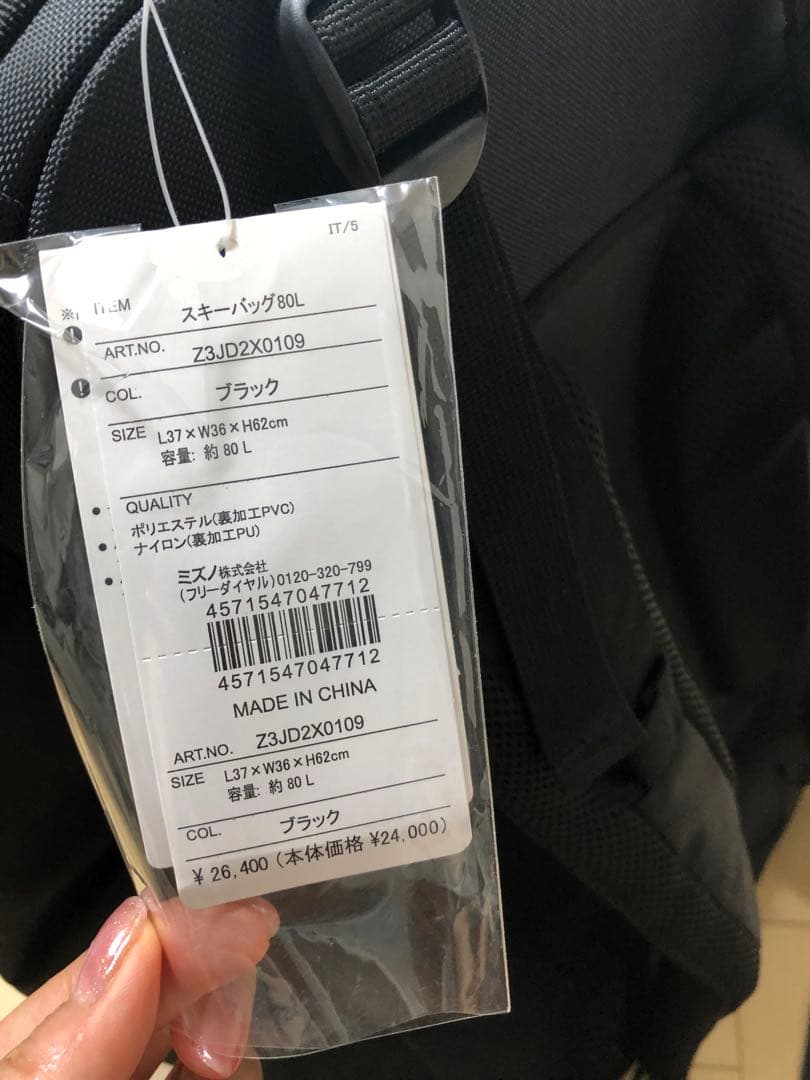 IT/5
※ ITEM スキーバッグ80L
ART.NO. Z3JD2X0109
COL. ブラック
SIZE L37×W36×H62cm
容量: 約 80 L
QUALITY
ポリエステル(裏加工PVC)
ナイロン(裏加工PU)
ミズノ株式会社
(フリーダイヤル)0120-320-799
4571547047712
4571547047712
MADE IN CHINA
ART.NO. Z3JD2X0109
SIZE L37×W36×H62cm
容量: 約 80 L
COL. ブラック
¥ 26,400 (本体価格 ¥24,000)